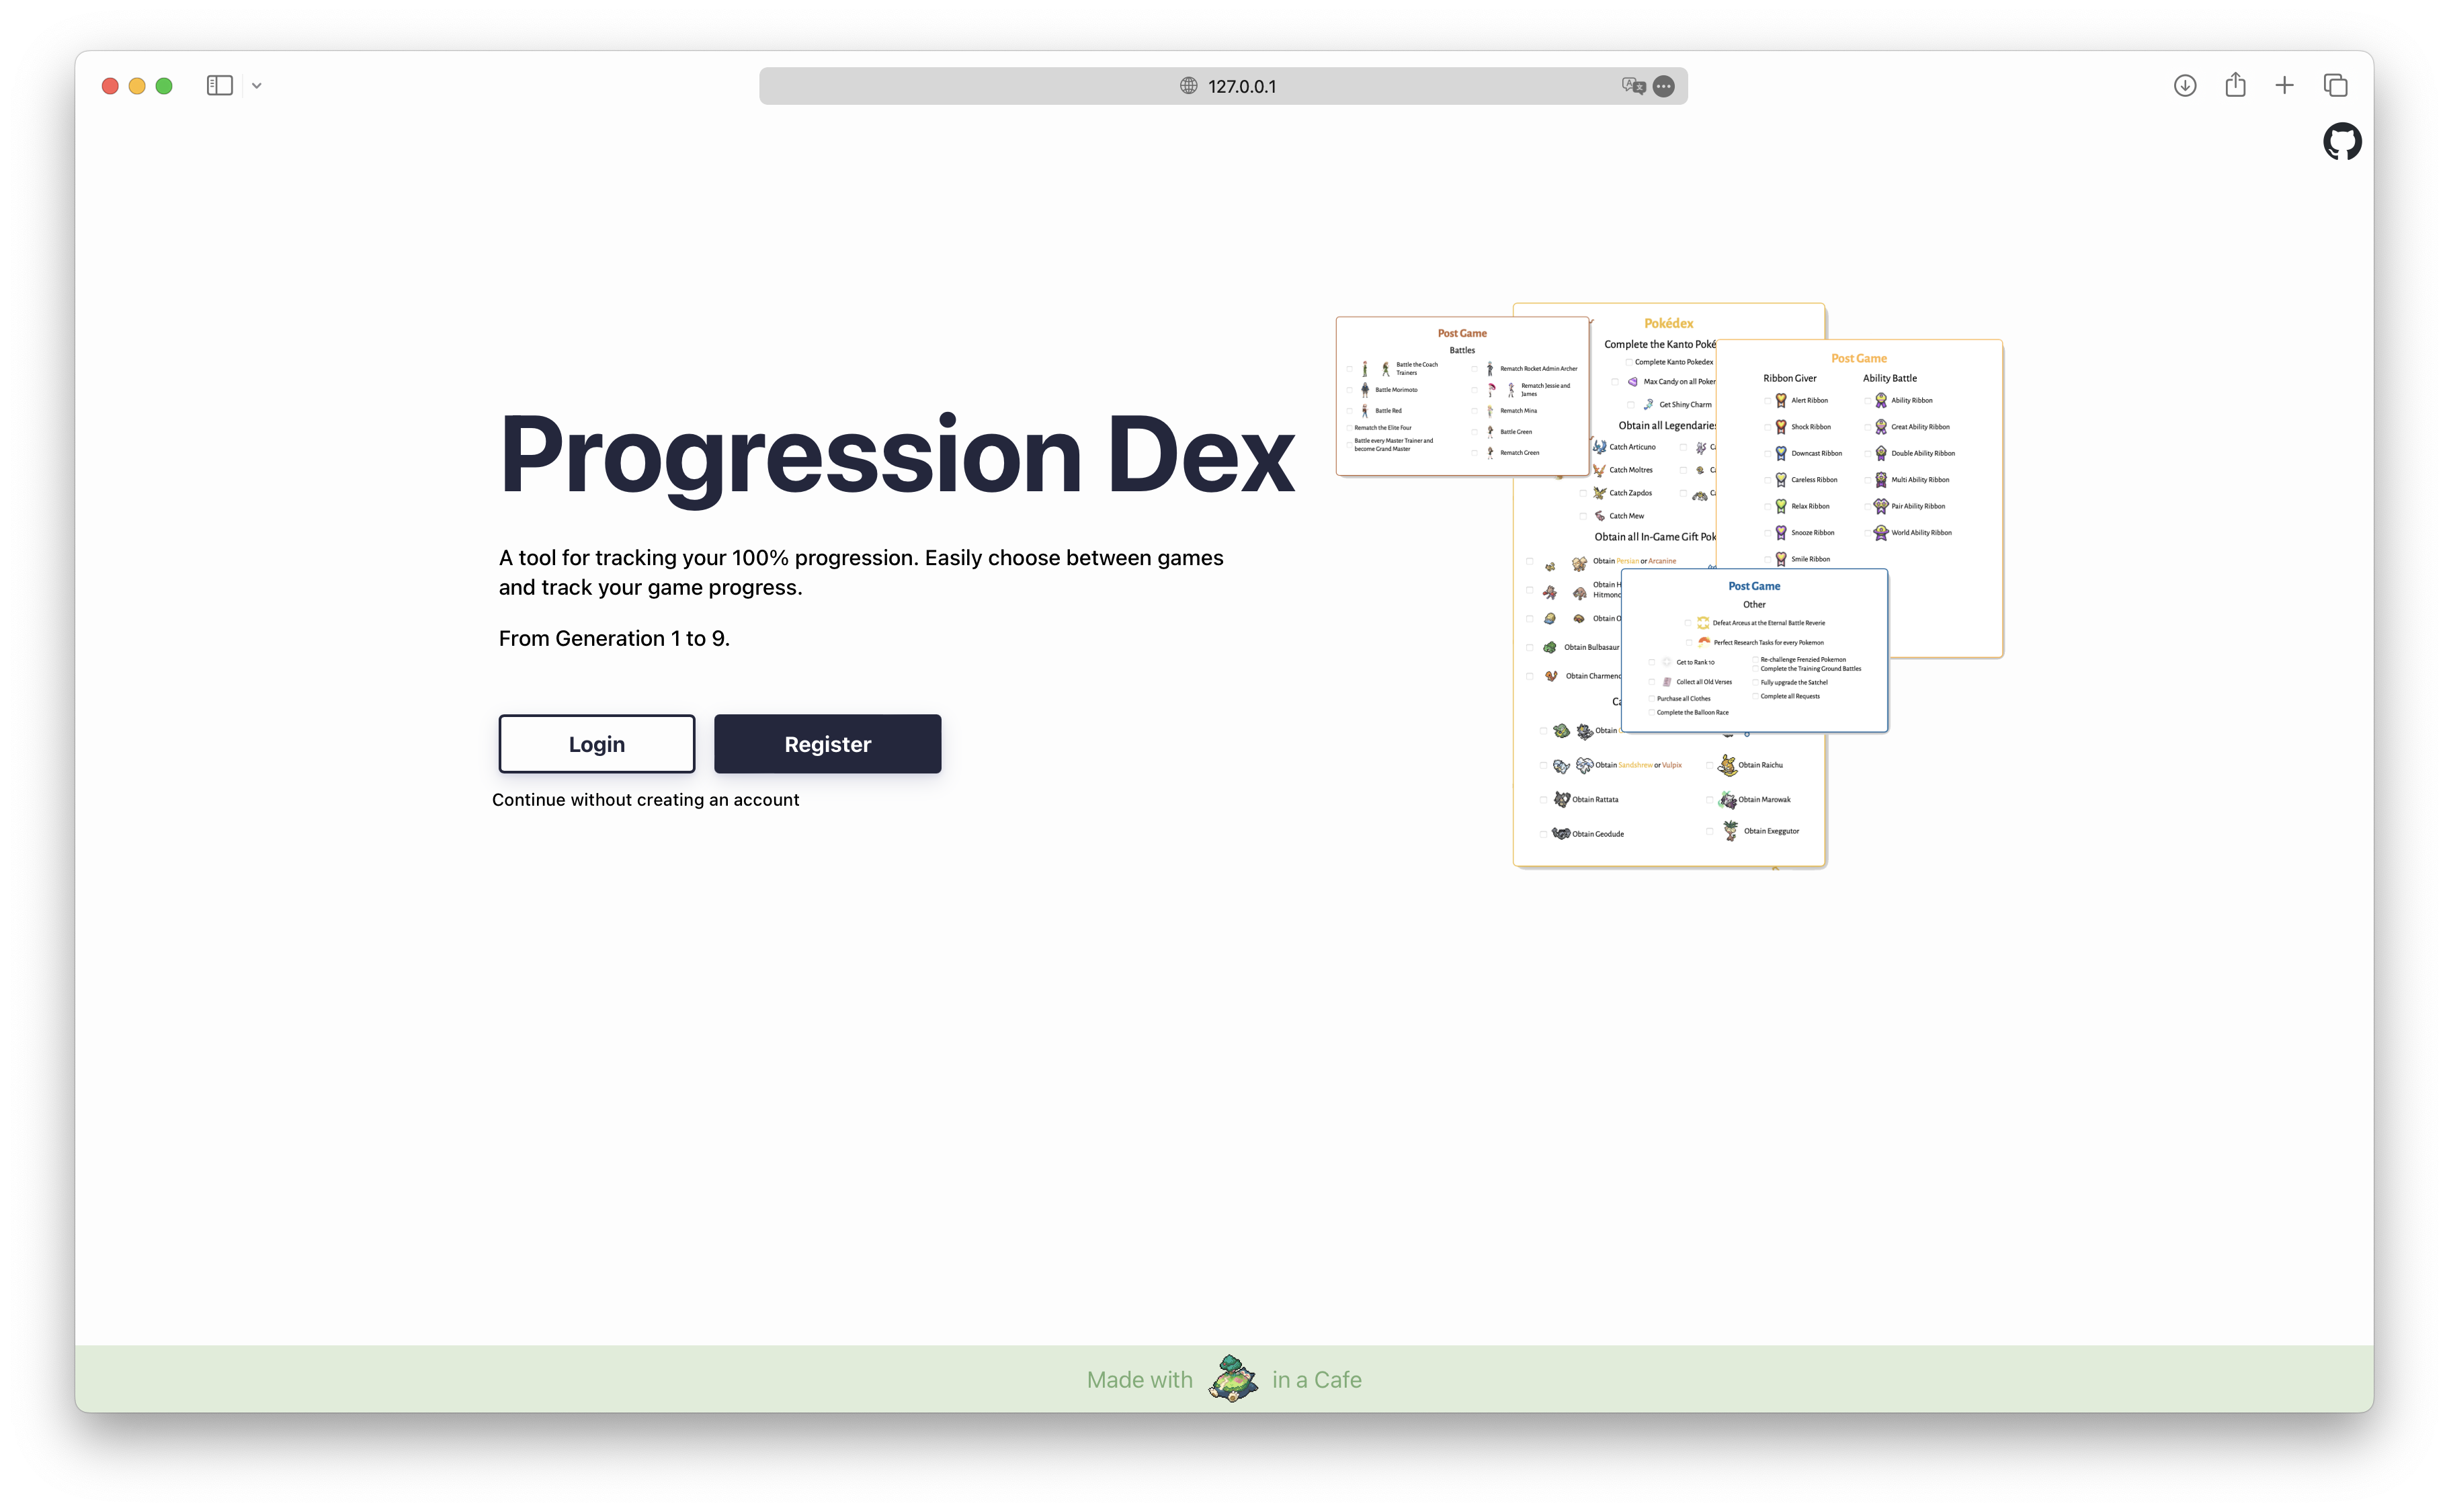 127.0.0.1
Progression Dex
A tool for tracking your 100% progression. Easily choose between games
and track your game progress.
From Generation 1 to 9.
Login
Register
Continue without creating an account
Post Game
Battles
Battle the Coach
Trainers
Battle Morimoto
Battle Red
Rematch the Elite Four
Battle every Master Trainer and
become Grand Master
Rematch Rocket Admin Archer
Rematch Jessie and
James
Rematch Mina
Battle Green
Rematch Green
Pokédex
Complete the Kanto Poké
Complete Kanto Pokedex
Max Candy on all Poker
Get Shiny Charm
Obtain all Legendaries
Catch Articuno
Catch Moltres
Catch Zapdos
Catch Mew
Obtain all In-Game Gift Pok
Obtain Persian or Arcanine
Obtain H
Hitmonc
Obtain O
Obtain Bulbasaur
Obtain Charmenc
Ca
Obtain
Obtain Sandshrew or Vulpix
Obtain Rattata
Obtain Geodude
Obtain Raichu
Obtain Marowak
Obtain Exeggutor
Post Game
Ribbon Giver
Alert Ribbon
Shock Ribbon
Downcast Ribbon
Careless Ribbon
Relax Ribbon
Snooze Ribbon
Smile Ribbon
Ability Battle
Ability Ribbon
Great Ability Ribbon
Double Ability Ribbon
Multi Ability Ribbon
Pair Ability Ribbon
World Ability Ribbon
Post Game
Other
Defeat Arceus at the Eternal Battle Reverie
Perfect Research Tasks for every Pokemon
Get to Rank 10
Collect all Old Verses
Purchase all Clothes
Complete the Balloon Race
Re-challenge Frenzied Pokemon
Complete the Training Ground Battles
Fully upgrade the Satchel
Complete all Requests
Made with in a Cafe